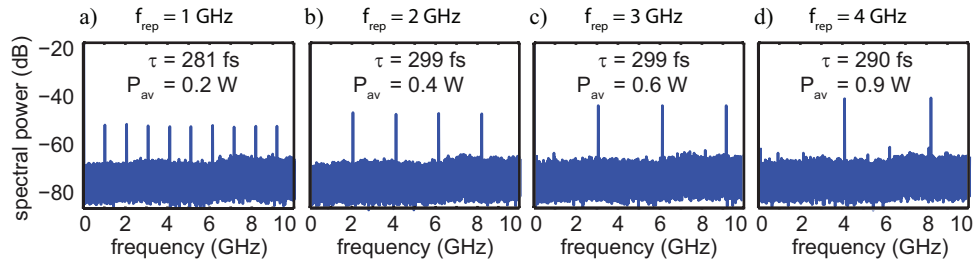 a) f_rep = 1 GHz b) f_rep = 2 GHz c) f_rep = 3 GHz d) f_rep = 4 GHz
spectral power (dB)
−20
−40
−60
−80
τ = 281 fs
P_av = 0.2 W
τ = 299 fs
P_av = 0.4 W
τ = 299 fs
P_av = 0.6 W
τ = 290 fs
P_av = 0.9 W
0 2 4 6 8 10 0 2 4 6 8 10 0 2 4 6 8 10 0 2 4 6 8 10
frequency (GHz) frequency (GHz) frequency (GHz) frequency (GHz)